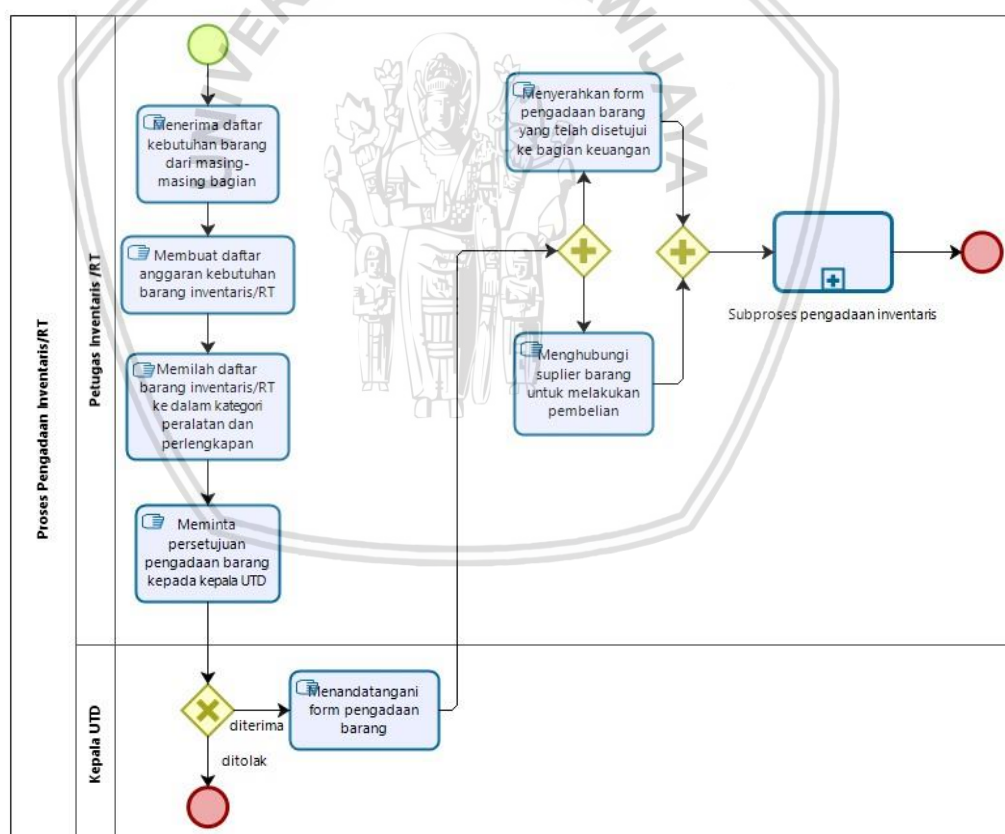 UNIVERSITAS BRAWIJAYA
Proses Pengadaan Inventaris/RT
Petugas Inventaris /RT
Menerima daftar
kebutuhan barang
dari masing-
masing bagian
Membuat daftar
anggaran kebutuhan
barang inventaris/RT
Memilah daftar
barang inventaris/RT
ke dalam kategori
peralatan dan
perlengkapan
Meminta
persetujuan
pengadaan barang
kepada kepala UTD
Menyerahkan form
pengadaan barang
yang telah disetujui
ke bagian keuangan
Menghubungi
suplier barang
untuk melakukan
pembelian
Subproses pengadaan inventaris
Kepala UTD
diterima
Menandatangani
form pengadaan
barang
ditolak